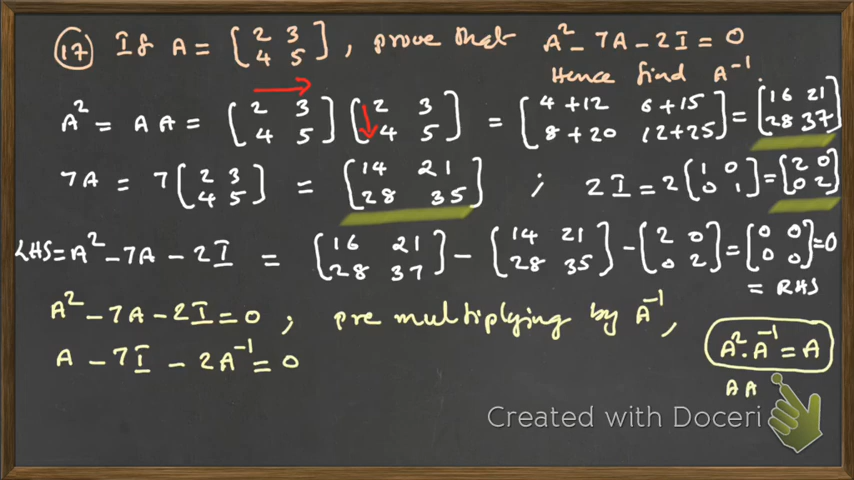 17) If A = [2 3 4 5], prove that A² - 7A - 2I = 0
Hence find A⁻¹
A² = A A = [2 3 4 5] [2 3 4 5] = [4+12 6+15 8+20 12+25] = [16 21 28 37]
7A = 7 [2 3 4 5] = [14 21 28 35] ; 2I = 2 [1 0 0 1] = [2 0 0 2]
LHS = A² - 7A - 2I = [16 21 28 37] - [14 21 28 35] - [2 0 0 2] = [0 0 0 0] = 0
= RHS
A² - 7A - 2I = 0 ; pre multiplying by A⁻¹,
A² . A⁻¹ = A
A - 7I - 2A⁻¹ = 0
A A
Created with Doceri